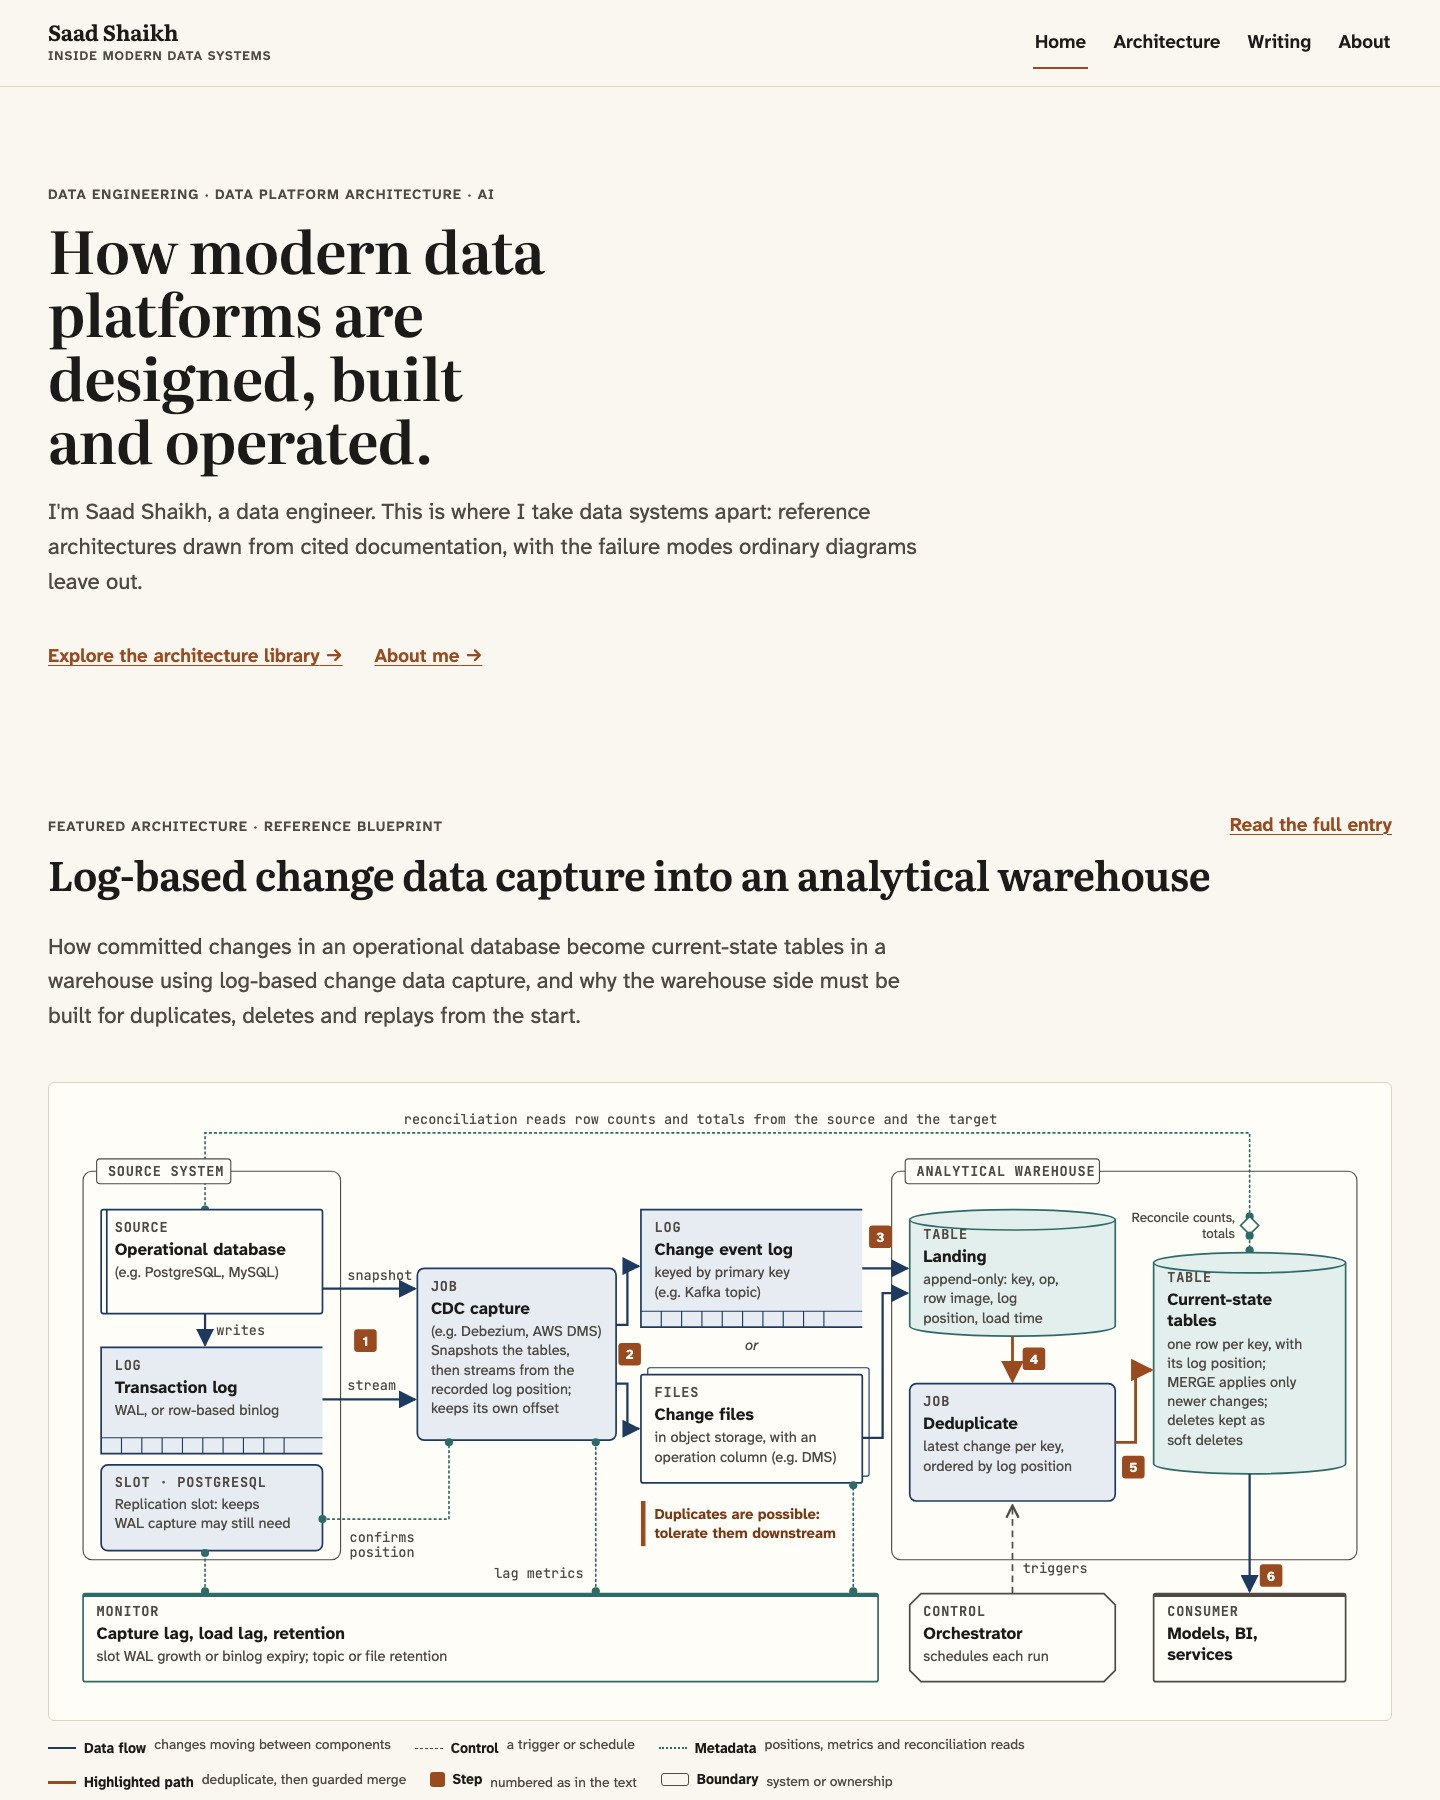 Saad Shaikh
INSIDE MODERN DATA SYSTEMS
Home Architecture Writing About
DATA ENGINEERING · DATA PLATFORM ARCHITECTURE · AI
How modern data
platforms are
designed, built
and operated.
I'm Saad Shaikh, a data engineer. This is where I take data systems apart: reference
architectures drawn from cited documentation, with the failure modes ordinary diagrams
leave out.
Explore the architecture library → About me →
FEATURED ARCHITECTURE · REFERENCE BLUEPRINT
Read the full entry
Log-based change data capture into an analytical warehouse
How committed changes in an operational database become current-state tables in a
warehouse using log-based change data capture, and why the warehouse side must be
built for duplicates, deletes and replays from the start.
reconciliation reads row counts and totals from the source and the target
SOURCE SYSTEM
SOURCE
Operational database
(e.g. PostgreSQL, MySQL)
writes
LOG
Transaction log
WAL, or row-based binlog
SLOT · POSTGRESQL
Replication slot: keeps
WAL capture may still need
snapshot
1
stream
confirms
position
JOB
CDC capture
(e.g. Debezium, AWS DMS)
Snapshots the tables,
then streams from the
recorded log position;
keeps its own offset
2
lag metrics
LOG
Change event log
keyed by primary key
(e.g. Kafka topic)
or
FILES
Change files
in object storage, with an
operation column (e.g. DMS)
Duplicates are possible:
tolerate them downstream
3
ANALYTICAL WAREHOUSE
TABLE
Landing
append-only: key, op,
row image, log
position, load time
4
JOB
Deduplicate
latest change per key,
ordered by log position
5
Reconcile counts,
totals
TABLE
Current-state
tables
one row per key, with
its log position;
MERGE applies only
newer changes;
deletes kept as
soft deletes
triggers
6
MONITOR
Capture lag, load lag, retention
slot WAL growth or binlog expiry; topic or file retention
CONTROL
Orchestrator
schedules each run
CONSUMER
Models, BI,
services
Data flow changes moving between components Control a trigger or schedule Metadata positions, metrics and reconciliation reads
Highlighted path deduplicate, then guarded merge Step numbered as in the text Boundary system or ownership